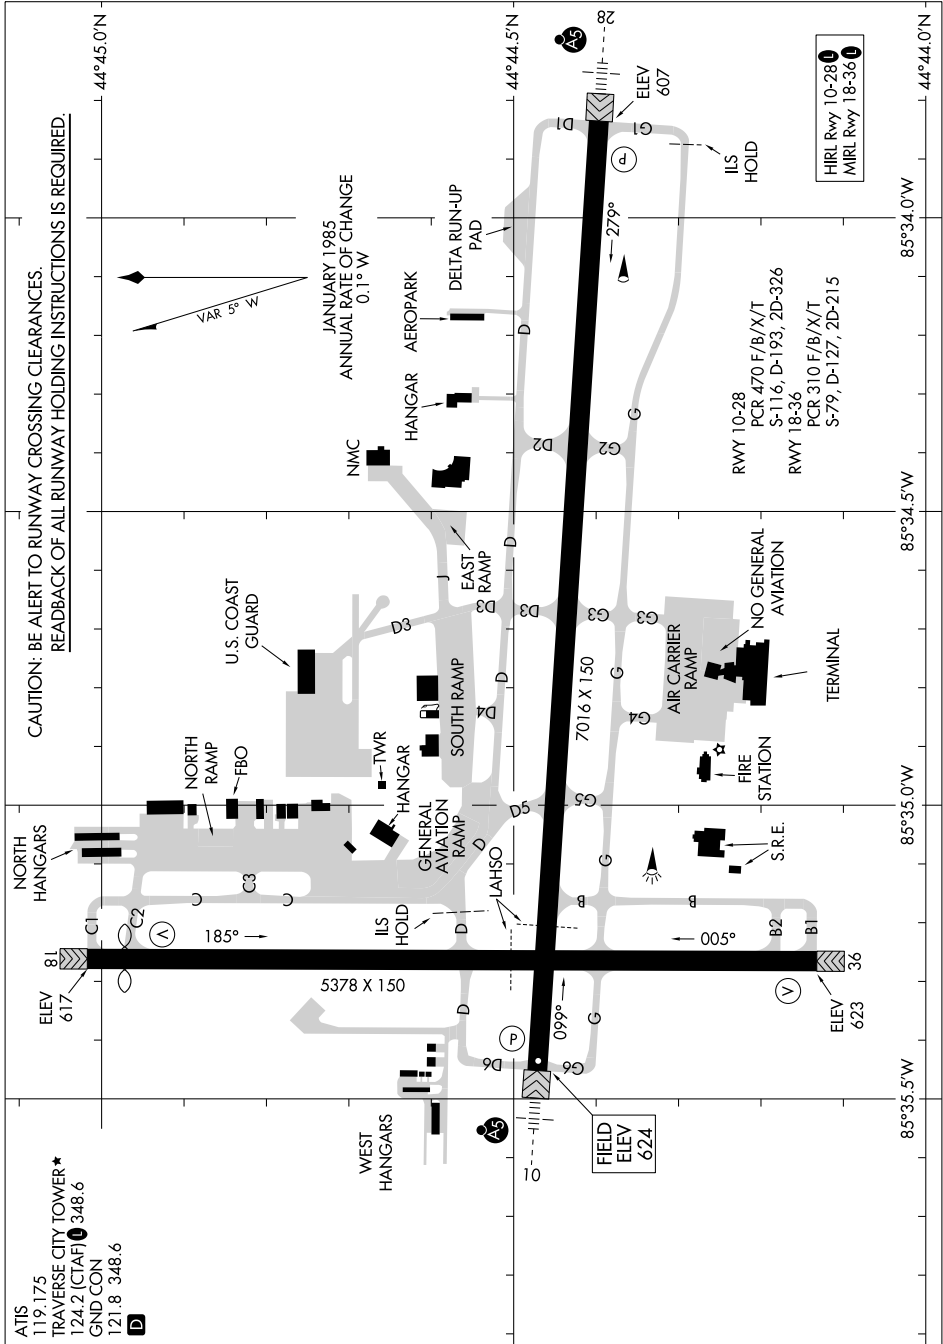 CAUTION: BE ALERT TO RUNWAY CROSSING CLEARANCES.
READBACK OF ALL RUNWAY HOLDING INSTRUCTIONS IS REQUIRED.
ATIS
119.175
TRAVERSE CITY TOWER★
124.2 (CTAF) L 348.6
GND CON
121.8 348.6
D
44°45.0'N
44°44.5'N
44°44.0'N
85°34.0'W
85°34.5'W
85°35.0'W
85°35.5'W
VAR 5° W
JANUARY 1985
ANNUAL RATE OF CHANGE
0.1° W
HIRL Rwy 10-28 L
MIRL Rwy 18-36 L
RWY 10-28
PCR 470 F/B/X/T
S-116, D-193, 2D-326
RWY 18-36
PCR 310 F/B/X/T
S-79, D-127, 2D-215
NORTH
HANGARS
NORTH
RAMP
FBO
U.S. COAST
GUARD
TWR
HANGAR
GENERAL
AVIATION
RAMP
SOUTH RAMP
EAST
RAMP
NMC
HANGAR
AEROPARK
DELTA RUN-UP
PAD
WEST
HANGARS
LAHSO
ILS
HOLD
ILS
HOLD
AIR CARRIER
RAMP
NO GENERAL
AVIATION
TERMINAL
FIRE
STATION
S.R.E.
FIELD
ELEV
624
ELEV
607
ELEV
617
ELEV
623
10
28
18
36
A5
A5
7016 X 150
5378 X 150
099°
279°
185°
005°
P
P
V
V
C1
C2
C3
C
C
D
D
D
D
D
D
D1
D2
D3
D3
D3
D4
D5
D6
J
G
G
G
G
G1
G2
G3
G3
G4
G5
G6
B
B
B1
B2